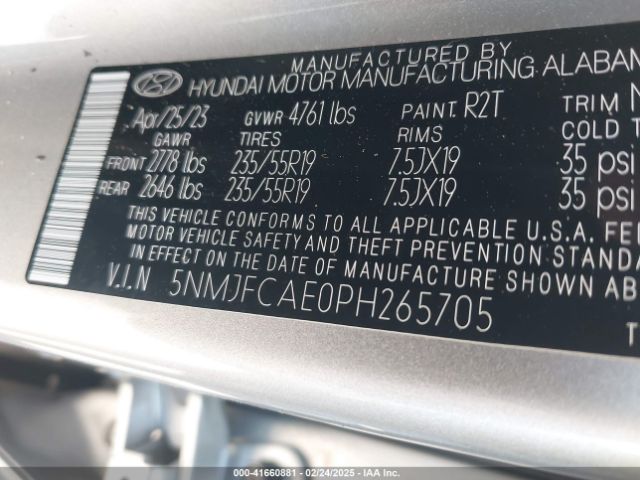 MANUFACTURED BY
HYUNDAI MOTOR MANUFACTURING ALABAM
Apr/25/23 GVWR 4761 lbs PAINT R2T TRIM N
GAWR TIRES RIMS COLD T
FRONT 2778 lbs 235/55R19 7.5JX19 35 psi
REAR 2646 lbs 235/55R19 7.5JX19 35 psi
THIS VEHICLE CONFORMS TO ALL APPLICABLE U.S.A. FE
MOTOR VEHICLE SAFETY AND THEFT PREVENTION STANDAR
IN EFFECT ON THE DATE OF MANUFACTURE SHOWN AB
V.I.N 5NMJFCAE0PH265705
T
000-41660881 - 02/24/2025 - IAA Inc.